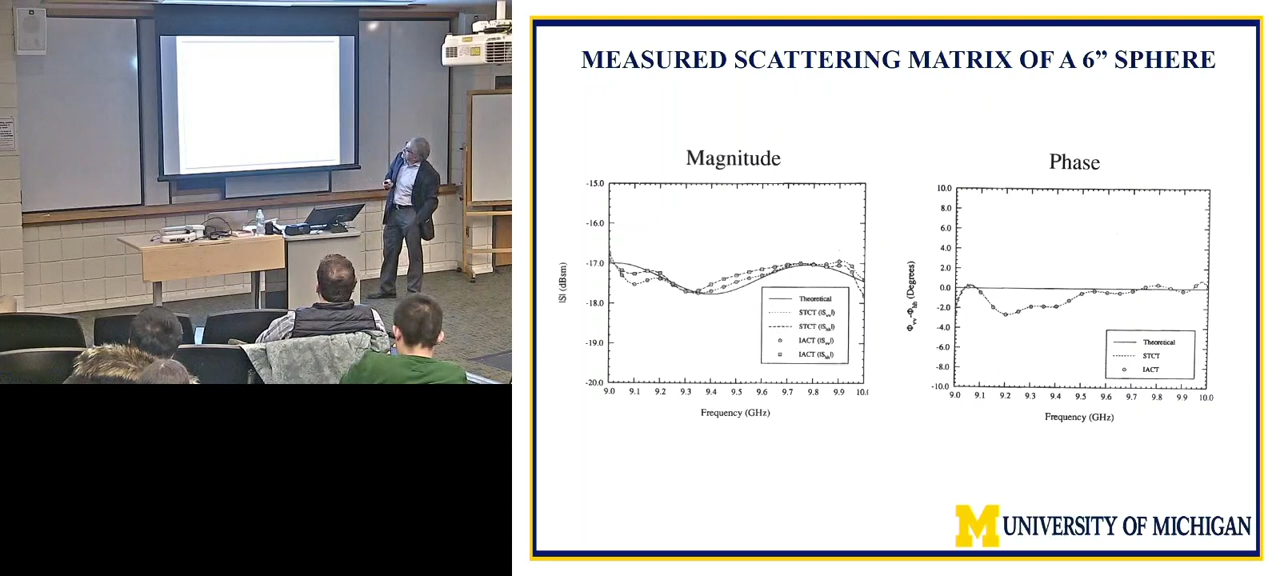 MEASURED SCATTERING MATRIX OF A 6” SPHERE
Magnitude
-15.0
-16.0
-17.0
-18.0
-19.0
-20.0
|S| (dBsm)
Theoretical
STCT (|Svv|)
STCT (|Shh|)
IACT (|Svv|)
IACT (|Shh|)
9.0 9.1 9.2 9.3 9.4 9.5 9.6 9.7 9.8 9.9 10.0
Frequency (GHz)
Phase
10.0
8.0
6.0
4.0
2.0
0.0
-2.0
-4.0
-6.0
-8.0
-10.0
Φvv-Φhh (Degrees)
Theoretical
STCT
IACT
9.0 9.1 9.2 9.3 9.4 9.5 9.6 9.7 9.8 9.9 10.0
Frequency (GHz)
M UNIVERSITY OF MICHIGAN